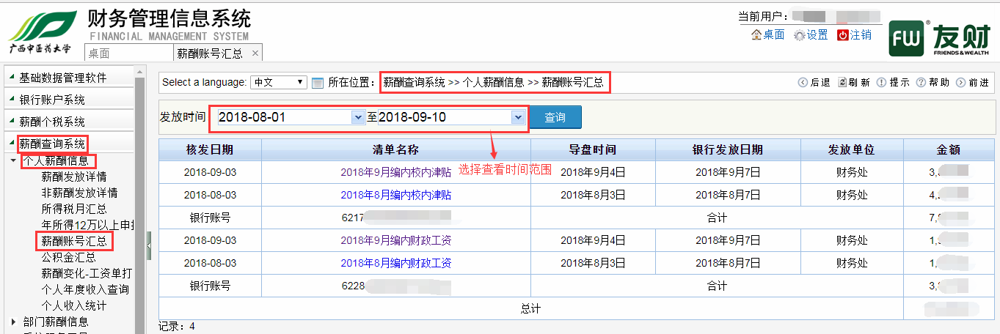 财务管理信息系统
FINANCIAL MANAGEMENT SYSTEM
广西中医药大学
桌面 薪酬账号汇总 ×
当前用户：
桌面 设置 注销
FW® 友财
FRIENDS & WEALTH
基础数据管理软件
银行账户系统
薪酬个税系统
薪酬查询系统
个人薪酬信息
薪酬发放详情
非薪酬发放详情
所得税月汇总
年所得12万以上申
薪酬账号汇总
公积金汇总
薪酬变化-工资单打
个人年度收入查询
个人收入统计
部门薪酬信息
Select a language: 中文 所在位置： 薪酬查询系统 >> 个人薪酬信息 >> 薪酬账号汇总 后退 刷新 提示 帮助 前进
发放时间 2018-08-01 至 2018-09-10 查询
核发日期 清单名称 导盘时间 银行发放日期 发放单位 金额
选择查看时间范围
2018-09-03 2018年9月编内校内津贴 2018年9月4日 2018年9月7日 财务处 3,
2018-08-03 2018年8月编内校内津贴 2018年8月3日 2018年8月7日 财务处 4,
银行账号 6217 合计 7,
2018-09-03 2018年9月编内财政工资 2018年9月4日 2018年9月7日 财务处 1,
2018-08-03 2018年8月编内财政工资 2018年8月3日 2018年8月7日 财务处 1,
银行账号 6228 合计 3,
总计
记录：4